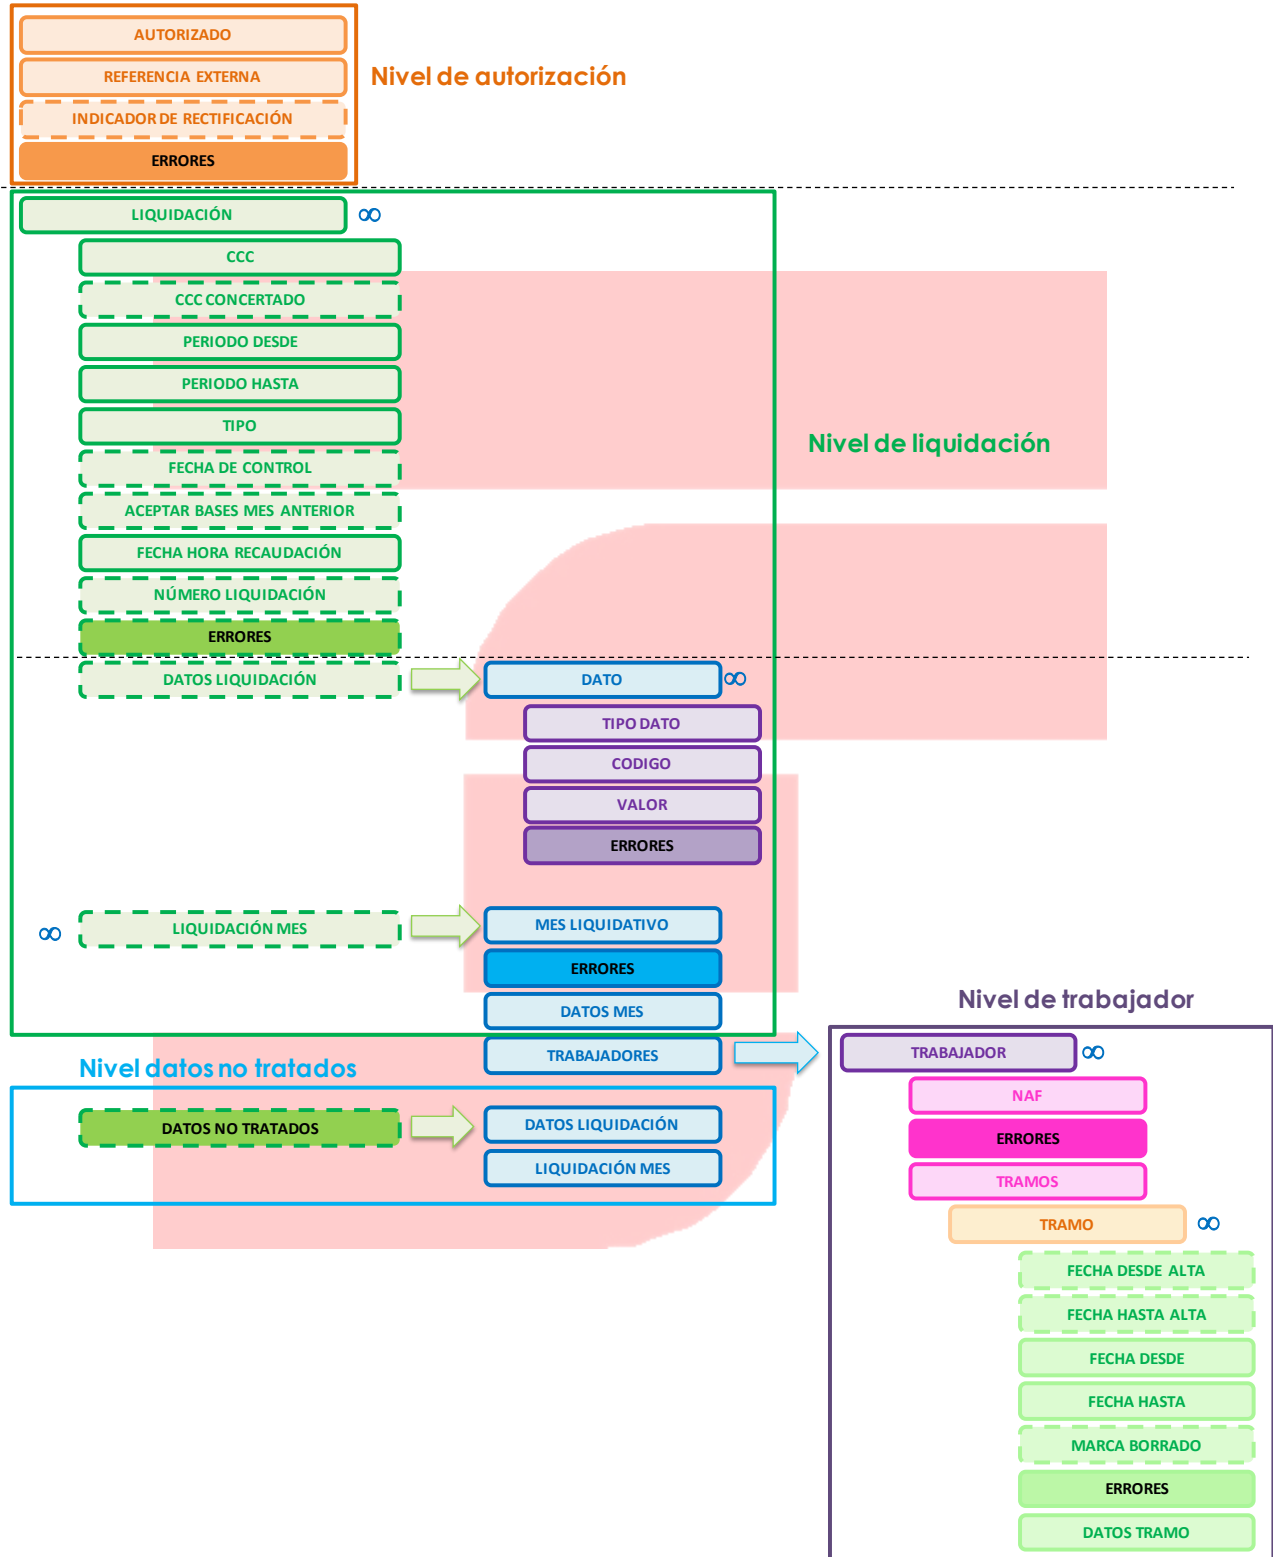 AUTORIZADO
REFERENCIA EXTERNA
Nivel de autorización
INDICADOR DE RECTIFICACIÓN
ERRORES
LIQUIDACIÓN ∞
CCC
CCC CONCERTADO
PERIODO DESDE
PERIODO HASTA
TIPO
Nivel de liquidación
FECHA DE CONTROL
ACEPTAR BASES MES ANTERIOR
FECHA HORA RECAUDACIÓN
NÚMERO LIQUIDACIÓN
ERRORES
DATOS LIQUIDACIÓN
DATO ∞
TIPO DATO
CODIGO
VALOR
ERRORES
∞ LIQUIDACIÓN MES
MES LIQUIDATIVO
ERRORES
DATOS MES
TRABAJADORES
Nivel datos no tratados
DATOS NO TRATADOS
DATOS LIQUIDACIÓN
LIQUIDACIÓN MES
Nivel de trabajador
TRABAJADOR ∞
NAF
ERRORES
TRAMOS
TRAMO ∞
FECHA DESDE ALTA
FECHA HASTA ALTA
FECHA DESDE
FECHA HASTA
MARCA BORRADO
ERRORES
DATOS TRAMO